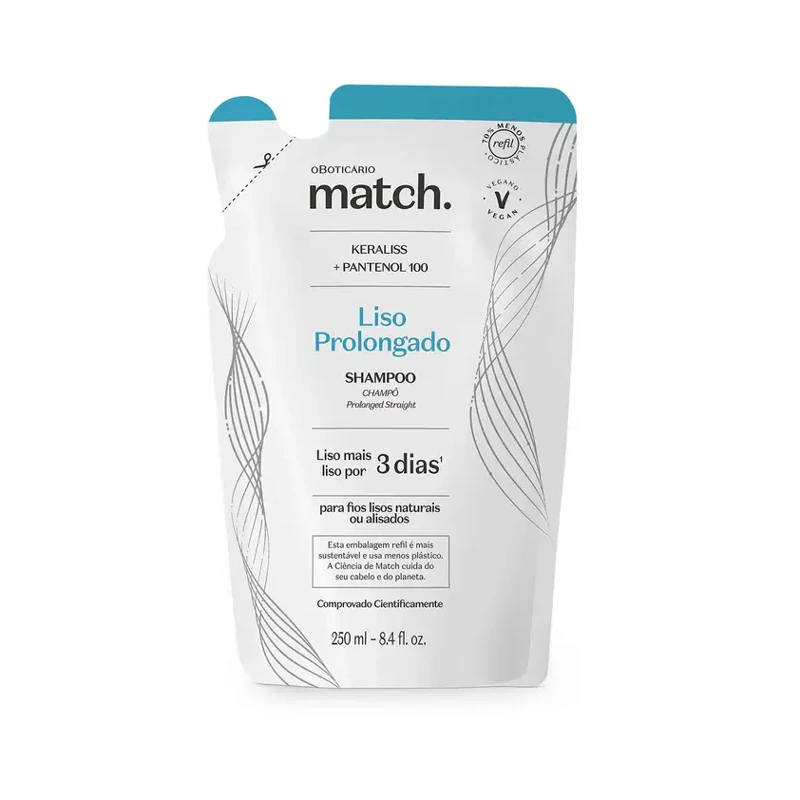 70% MENOS
refil
PLÁSTICO
VEGANO
V
VEGAN
oBOTICÁRIO
match.
KERALISS
+ PANTENOL 100
Liso
Prolongado
SHAMPOO
CHAMPÔ
Prolonged Straight
Liso mais
liso por 3 dias¹
para fios lisos naturais
ou alisados
Esta embalagem refil é mais
sustentável e usa menos plástico.
A Ciência de Match cuida do
seu cabelo e do planeta.
Comprovado Cientificamente
250 ml - 8.4 fl. oz.